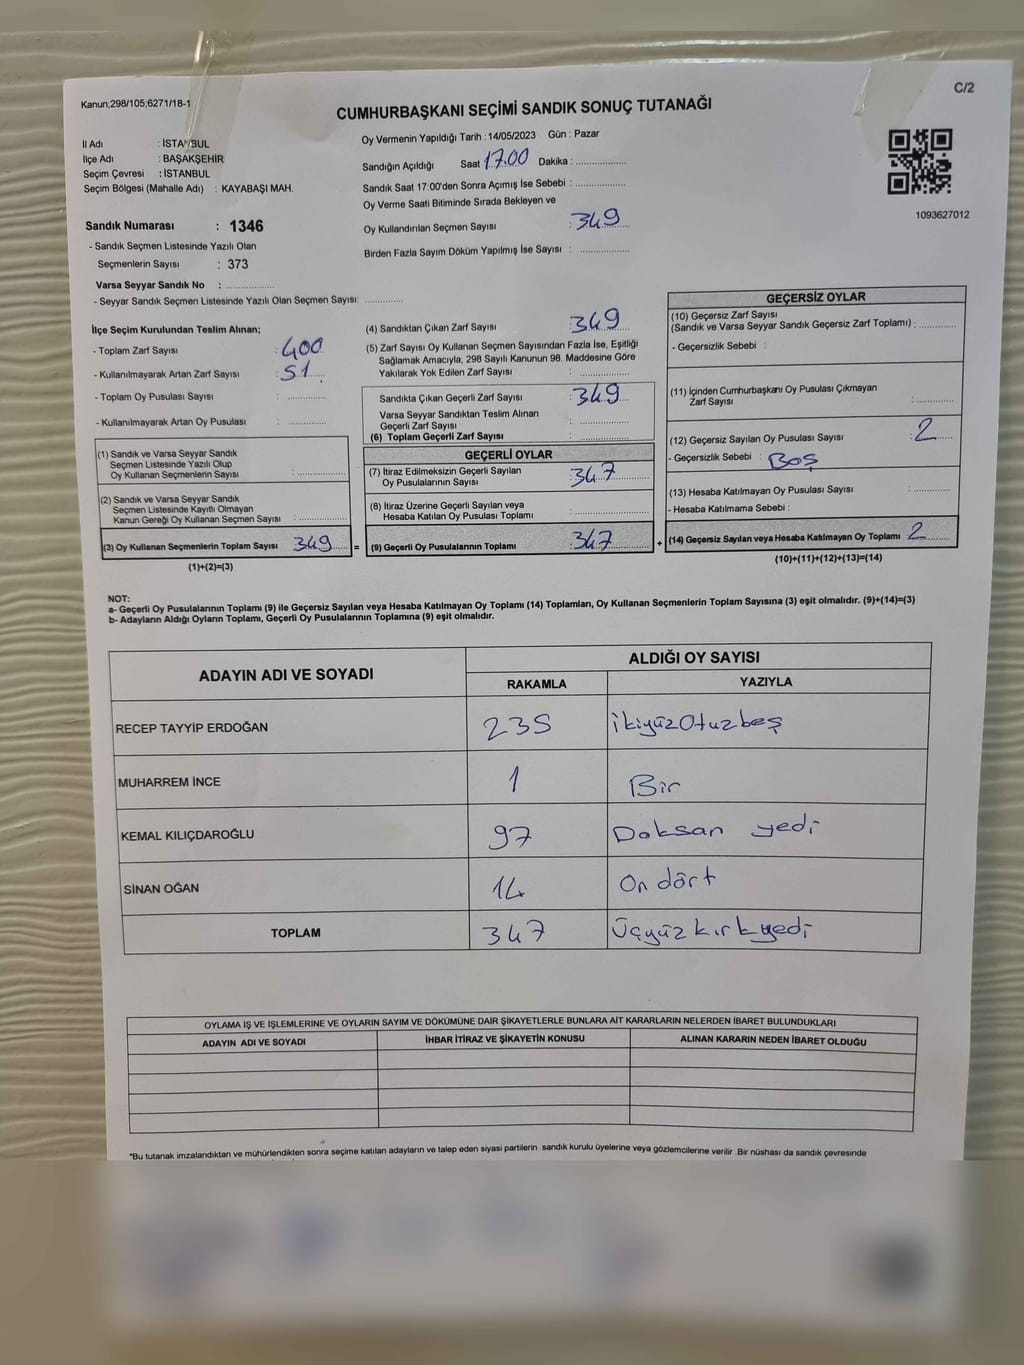 Kanun;298/105;6271/18-1
C/2
CUMHURBAŞKANI SEÇİMİ SANDIK SONUÇ TUTANAĞI
İl Adı : İSTANBUL
İlçe Adı : BAŞAKŞEHİR
Seçim Çevresi : İSTANBUL
Seçim Bölgesi (Mahalle Adı) : KAYABAŞI MAH.
Sandık Numarası : 1346
- Sandık Seçmen Listesinde Yazılı Olan
Seçmenlerin Sayısı : 373
Varsa Seyyar Sandık No : ..............
- Seyyar Sandık Seçmen Listesinde Yazılı Olan Seçmen Sayısı: ............
Oy Vermenin Yapıldığı Tarih : 14/05/2023 Gün : Pazar
Sandığın Açıldığı Saat 17.00 Dakika : ..............
Sandık Saat 17:00'den Sonra Açımış İse Sebebi : ..............
Oy Verme Saati Bitiminde Sırada Bekleyen ve
Oy Kullandırılan Seçmen Sayısı : 349
Birden Fazla Sayım Döküm Yapılmış İse Sayısı : ..............
1093627012
İlçe Seçim Kurulundan Teslim Alınan;
- Toplam Zarf Sayısı : 400
- Kullanılmayarak Artan Zarf Sayısı : 51
- Toplam Oy Pusulası Sayısı : ............
- Kullanılmayarak Artan Oy Pusulası : ............
(1) Sandık ve Varsa Seyyar Sandık
Seçmen Listesinde Yazılı Olup
Oy Kullanan Seçmenlerin Sayısı : ..............
(2) Sandık ve Varsa Seyyar Sandık
Seçmen Listesinde Kayıtlı Olmayan
Kanun Gereği Oy Kullanan Seçmen Sayısı : ..............
(3) Oy Kullanan Seçmenlerin Toplam Sayısı 349 =
(1)+(2)=(3)
(4) Sandıktan Çıkan Zarf Sayısı 349
(5) Zarf Sayısı Oy Kullanan Seçmen Sayısından Fazla İse, Eşitliği
Sağlamak Amacıyla; 298 Sayılı Kanunun 98. Maddesine Göre
Yakılarak Yok Edilen Zarf Sayısı : ..............
Sandıkta Çıkan Geçerli Zarf Sayısı : 349
Varsa Seyyar Sandıktan Teslim Alınan
Geçerli Zarf Sayısı : ..............
(6) Toplam Geçerli Zarf Sayısı : ..............
GEÇERLİ OYLAR
(7) İtiraz Edilmeksizin Geçerli Sayılan
Oy Pusulalarının Sayısı : 347
(8) İtiraz Üzerine Geçerli Sayılan veya
Hesaba Katılan Oy Pusulası Toplamı : ..............
(9) Geçerli Oy Pusulalarının Toplamı : 347 +
GEÇERSİZ OYLAR
(10) Geçersiz Zarf Sayısı
(Sandık ve Varsa Seyyar Sandık Geçersiz Zarf Toplamı) : ............
- Geçersizlik Sebebi :
(11) İçinden Cumhurbaşkanı Oy Pusulası Çıkmayan
Zarf Sayısı : ............
(12) Geçersiz Sayılan Oy Pusulası Sayısı : 2
- Geçersizlik Sebebi : Boş
(13) Hesaba Katılmayan Oy Pusulası Sayısı : ............
- Hesaba Katılmama Sebebi :
(14) Geçersiz Sayılan veya Hesaba Katılmayan Oy Toplamı 2
(10)+(11)+(12)+(13)=(14)
NOT:
a- Geçerli Oy Pusulalarının Toplamı (9) ile Geçersiz Sayılan veya Hesaba Katılmayan Oy Toplamı (14) Toplamları, Oy Kullanan Seçmenlerin Toplam Sayısına (3) eşit olmalıdır. (9)+(14)=(3)
b- Adayların Aldığı Oyların Toplamı, Geçerli Oy Pusulalarının Toplamına (9) eşit olmalıdır.
ADAYIN ADI VE SOYADI
ALDIĞI OY SAYISI
RAKAMLA YAZIYLA
RECEP TAYYİP ERDOĞAN 235 ikiyüzOtuzbeş
MUHARREM İNCE 1 Bir
KEMAL KILIÇDAROĞLU 97 Doksan yedi
SİNAN OĞAN 14 On dört
TOPLAM 347 Üçyüz kırkyedi
OYLAMA İŞ VE İŞLEMLERİNE VE OYLARIN SAYIM VE DÖKÜMÜNE DAİR ŞİKAYETLERLE BUNLARA AİT KARARLARIN NELERDEN İBARET BULUNDUKLARI
ADAYIN ADI VE SOYADI İHBAR İTİRAZ VE ŞİKAYETİN KONUSU ALINAN KARARIN NEDEN İBARET OLDUĞU
*Bu tutanak imzalandıktan ve mühürlendikten sonra seçime katılan adayların ve talep eden siyasi partilerin sandık kurulu üyelerine veya gözlemcilerine verilir .Bir nüshası da sandık çevresinde